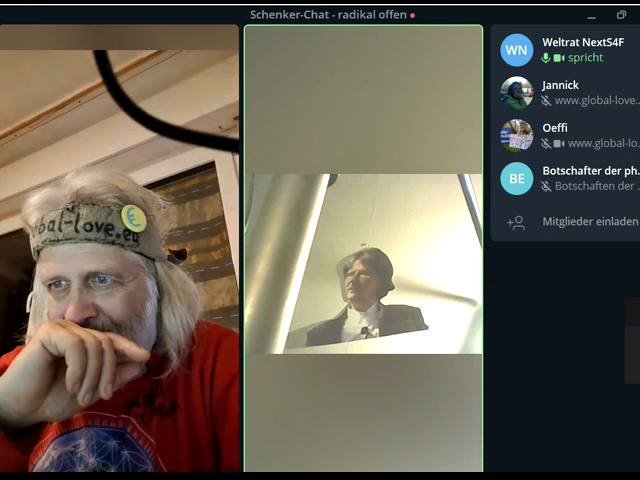 Schenker-Chat - radikal offen
bal-love.eu
€
WN
Weltrat NextS4F
spricht
Jannick
www.global-love..
Oeffi
www.global-lo.
BE
Botschafter der ph.
Botschaften der .
Mitglieder einladen